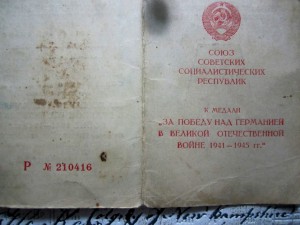 СОЮЗ
СОВЕТСКИХ
СОЦИАЛИСТИЧЕСКИХ
РЕСПУБЛИК
К МЕДАЛИ
„ЗА ПОБЕДУ НАД ГЕРМАНИЕЙ
В ВЕЛИКОЙ ОТЕЧЕСТВЕННОЙ
ВОЙНЕ 1941—1945 гг."
Р № 210416
of New Hampshire